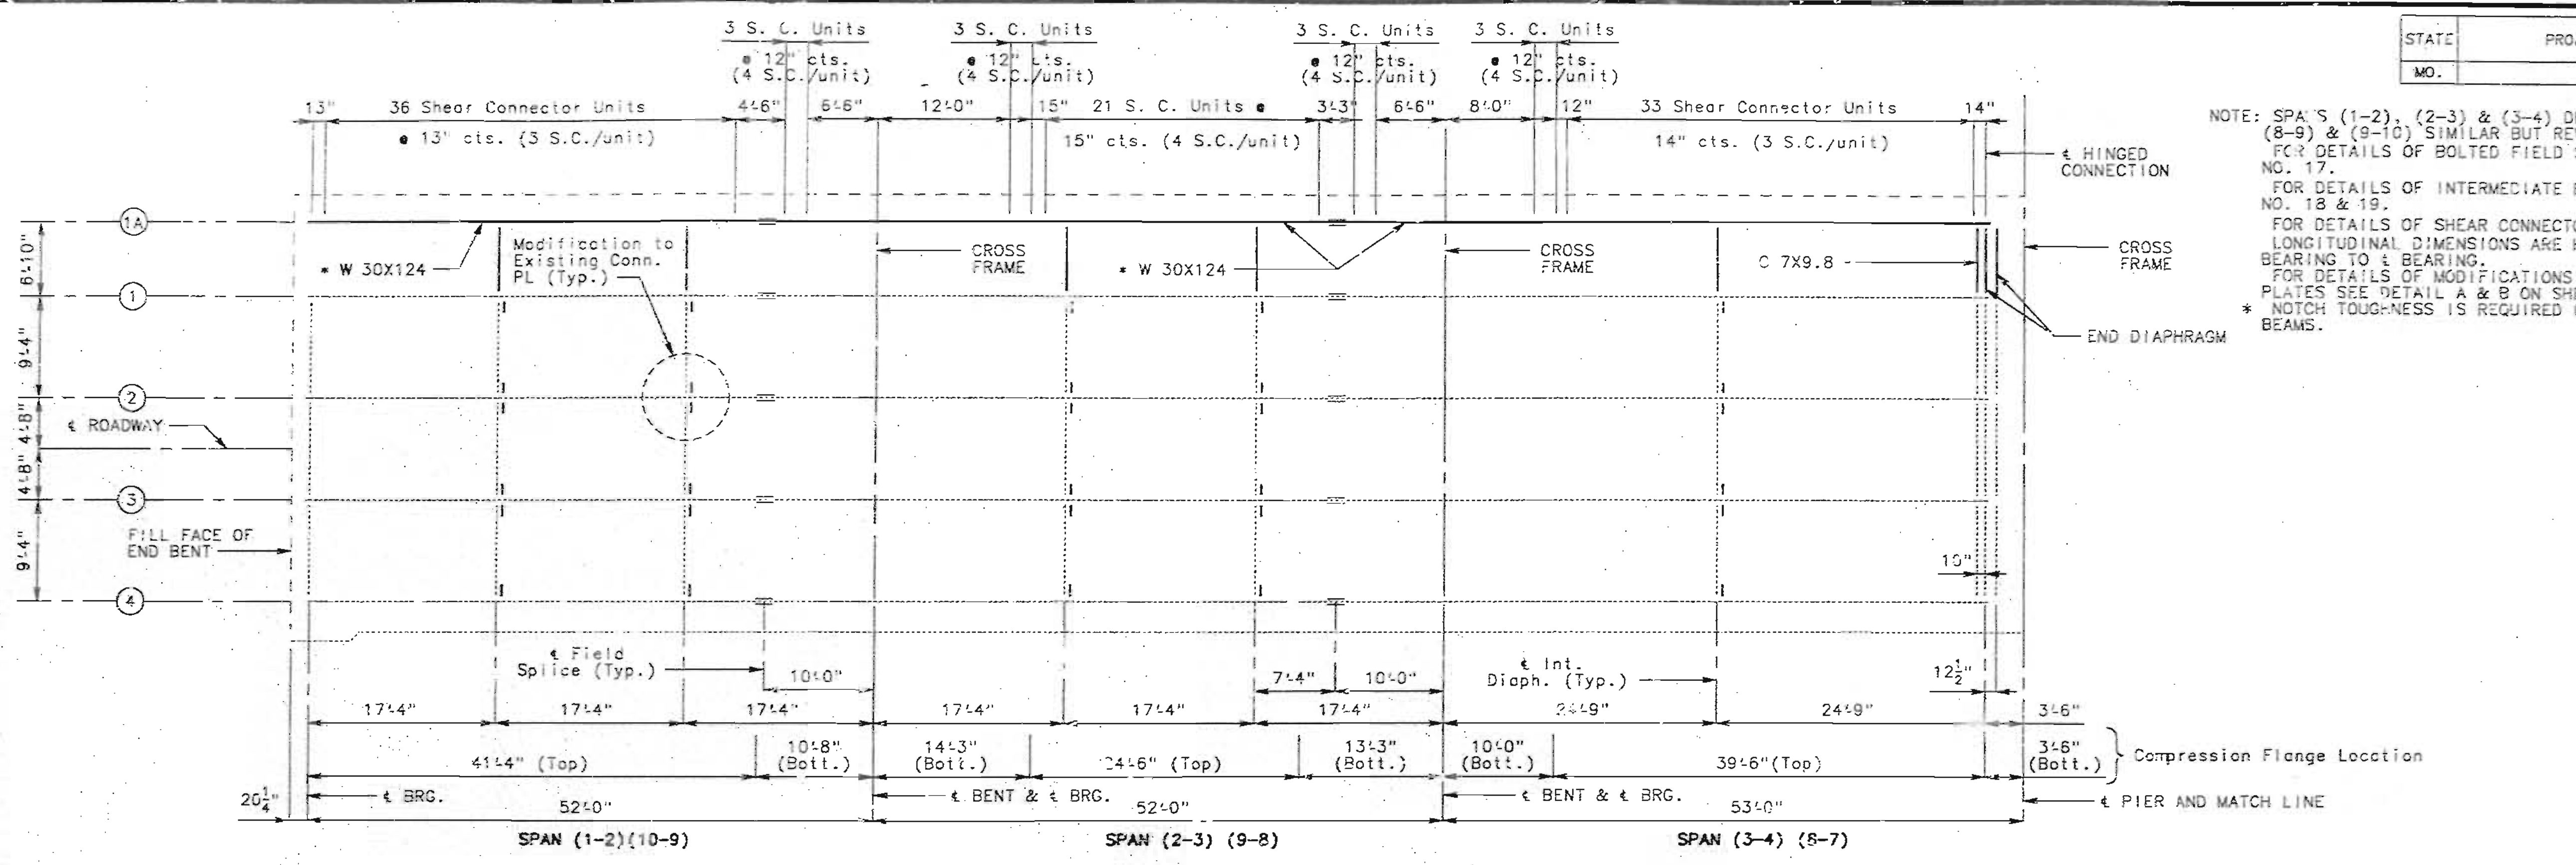 3 S. C. Units
@ 12" cts.
(4 S.C./unit)
3 S. C. Units
@ 12" cts.
(4 S.C./unit)
3 S. C. Units
@ 12" cts.
(4 S.C./unit)
3 S. C. Units
@ 12" cts.
(4 S.C./unit)
STATE
MO.
13"
36 Shear Connector Units
@ 13" cts. (3 S.C./unit)
4'-6"
6'-6"
12'-0"
15"
21 S. C. Units @
15" cts. (4 S.C./unit)
3'-3"
6'-6"
8'-0"
12"
33 Shear Connector Units
14" cts. (3 S.C./unit)
14"
℄ HINGED
CONNECTION
NOTE: SPANS (1-2), (2-3) & (3-4)
(8-9) & (9-10) SIMILAR BUT
FOR DETAILS OF BOLTED FIELD
NO. 17.
FOR DETAILS OF INTERMEDIATE
NO. 18 & 19.
FOR DETAILS OF SHEAR
LONGITUDINAL DIMENSIONS ARE
BEARING TO ℄ BEARING.
FOR DETAILS OF MODIFICATIONS
PLATES SEE DETAIL A & B ON
* NOTCH TOUGHNESS IS REQUIRED
BEAMS.
1A
6'-10"
* W 30X124
Modification to
Existing Conn.
PL (Typ.)
CROSS
FRAME
* W 30X124
CROSS
FRAME
C 7X9.8
CROSS
FRAME
END DIAPHRAGM
1
9'-4"
2
4'-8"
℄ ROADWAY
4'-8"
3
FILL FACE OF
END BENT
9'-4"
4
10"
℄ Field
Splice (Typ.)
10'-0"
7'-4"
10'-0"
℄ Int.
Diaph. (Typ.)
12½"
17'-4"
17'-4"
17'-4"
17'-4"
17'-4"
17'-4"
24'-9"
24'-9"
3'-6"
41'-4" (Top)
10'-8"
(Bott.)
14'-3"
(Bott.)
24'-6" (Top)
13'-3"
(Bott.)
10'-0"
(Bott.)
39'-6"(Top)
3'-6"
(Bott.)
Compression Flange Location
20¼"
℄ BRG.
52'-0"
℄ BENT & ℄ BRG.
52'-0"
℄ BENT & ℄ BRG.
53'-0"
℄ PIER AND MATCH LINE
SPAN (1-2)(10-9)
SPAN (2-3) (9-8)
SPAN (3-4) (8-7)